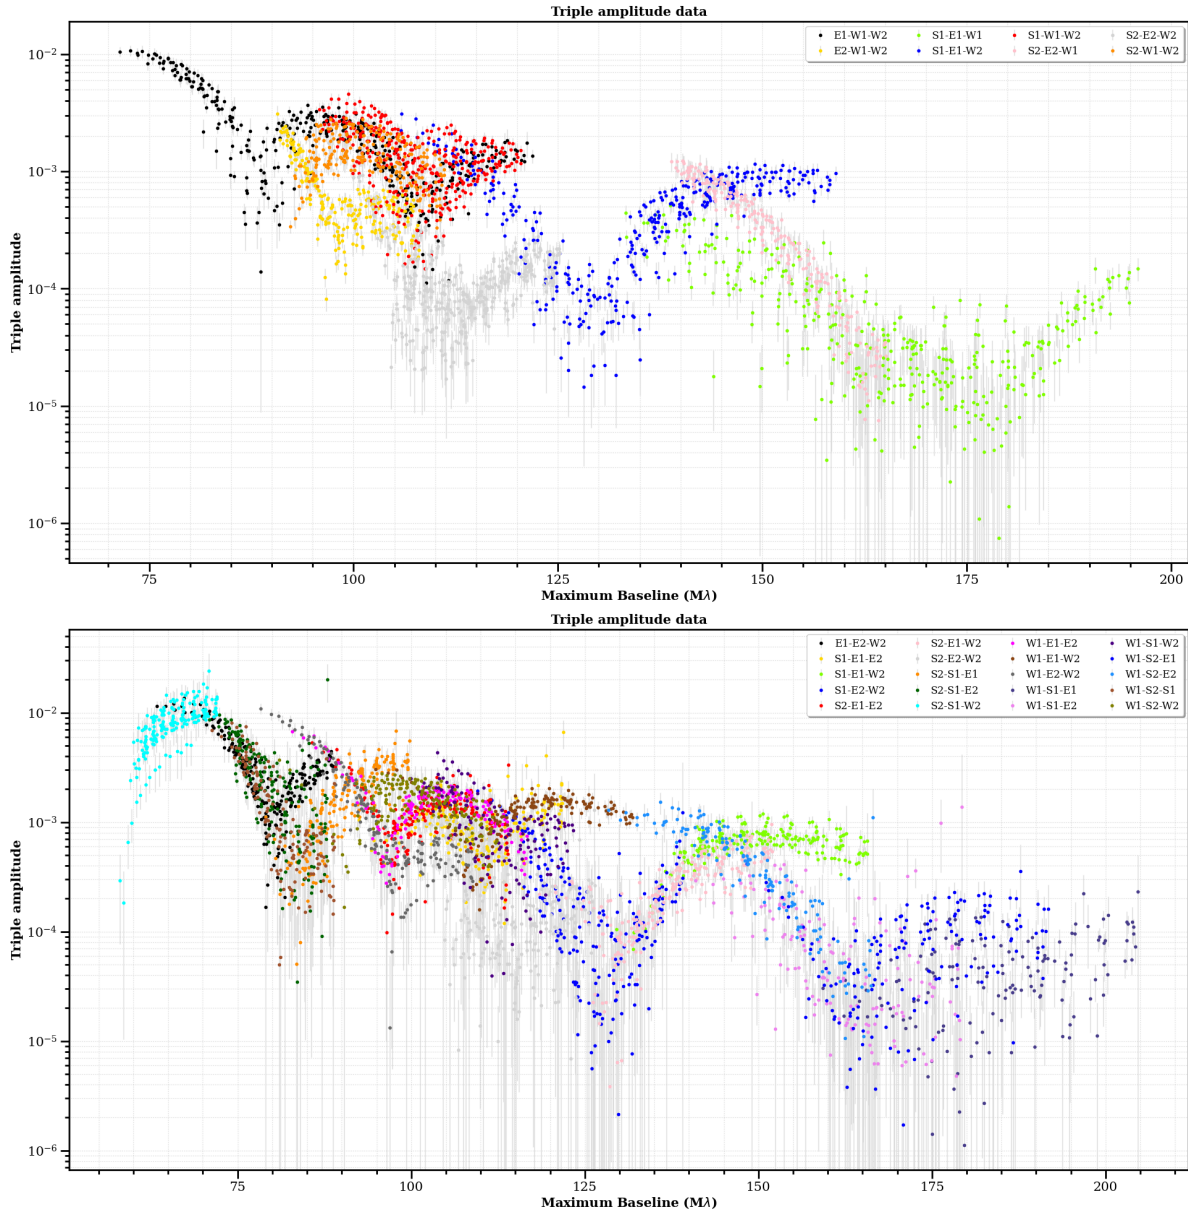 Triple amplitude data
E1-W1-W2 S1-E1-W1 S1-W1-W2 S2-E2-W2
E2-W1-W2 S1-E1-W2 S2-E2-W1 S2-W1-W2
Triple amplitude
10⁻²
10⁻³
10⁻⁴
10⁻⁵
10⁻⁶
75 100 125 150 175 200
Maximum Baseline (Mλ)
Triple amplitude data
E1-E2-W2 S2-E1-W2 W1-E1-E2 W1-S1-W2
S1-E1-E2 S2-E2-W2 W1-E1-W2 W1-S2-E1
S1-E1-W2 S2-S1-E1 W1-E2-W2 W1-S2-E2
S1-E2-W2 S2-S1-E2 W1-S1-E1 W1-S2-S1
S2-E1-E2 S2-S1-W2 W1-S1-E2 W1-S2-W2
Triple amplitude
10⁻²
10⁻³
10⁻⁴
10⁻⁵
10⁻⁶
75 100 125 150 175 200
Maximum Baseline (Mλ)